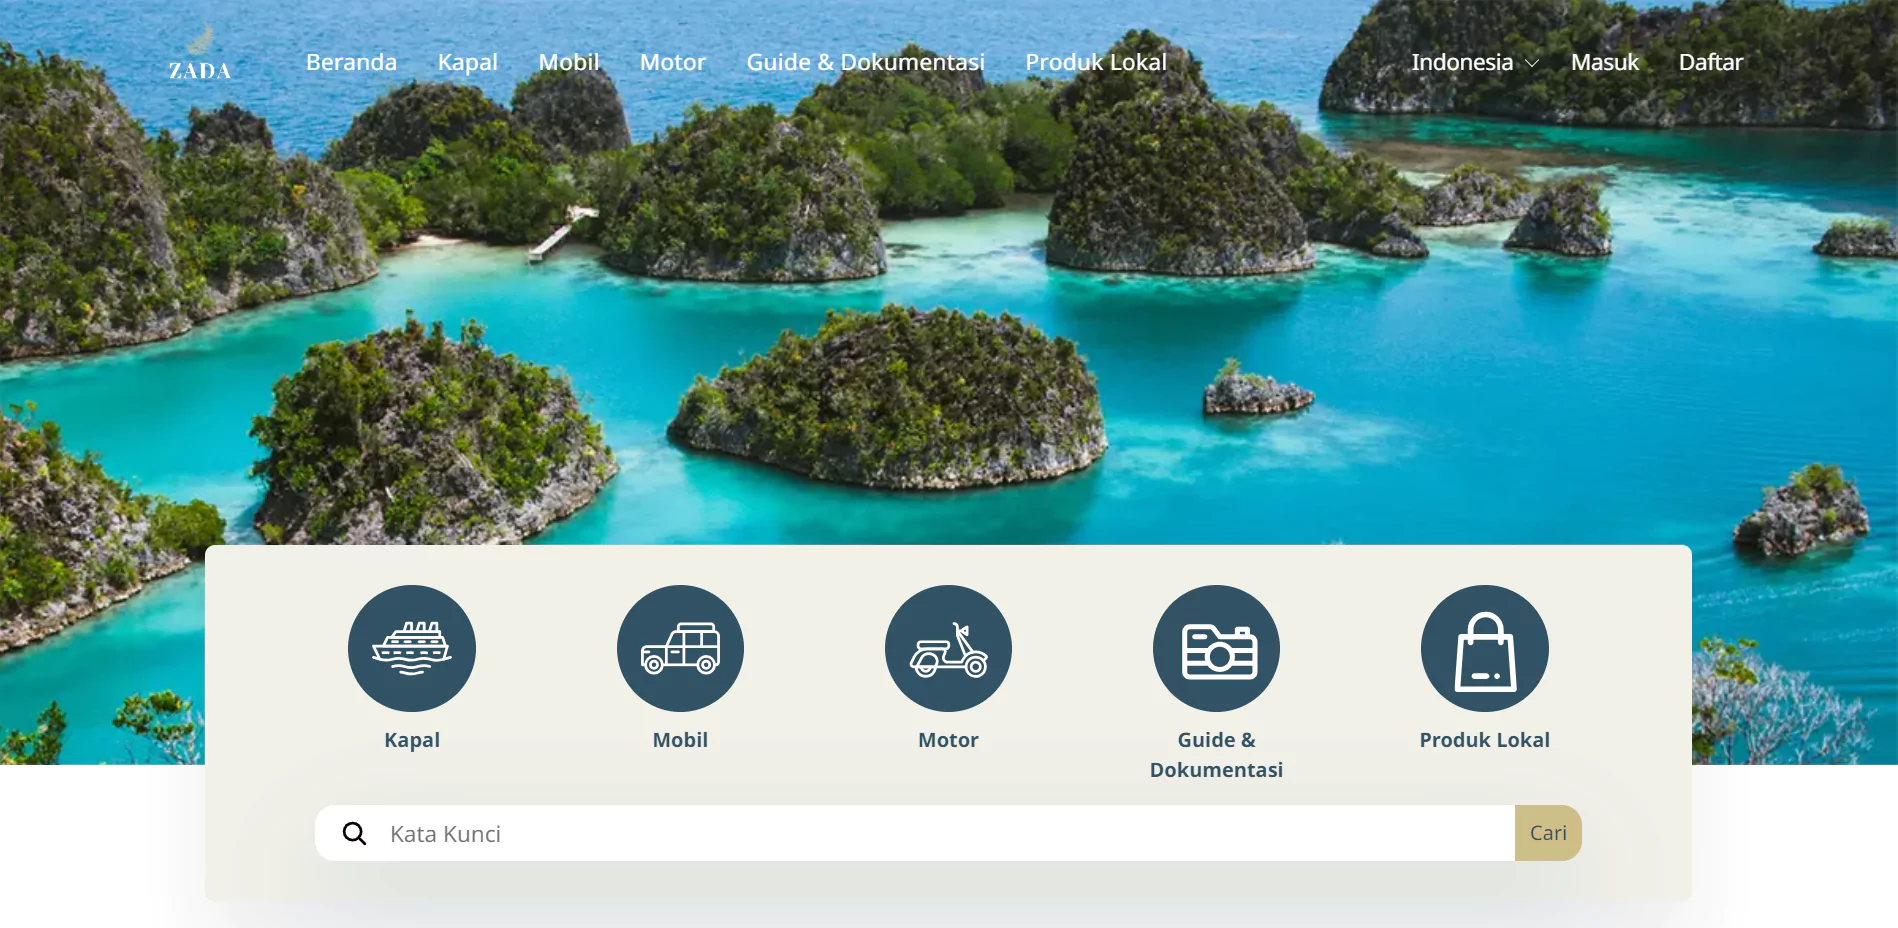 ZADA
Beranda
Kapal
Mobil
Motor
Guide & Dokumentasi
Produk Lokal
Indonesia
Masuk
Daftar
Kapal
Mobil
Motor
Guide &
Dokumentasi
Produk Lokal
Kata Kunci
Cari